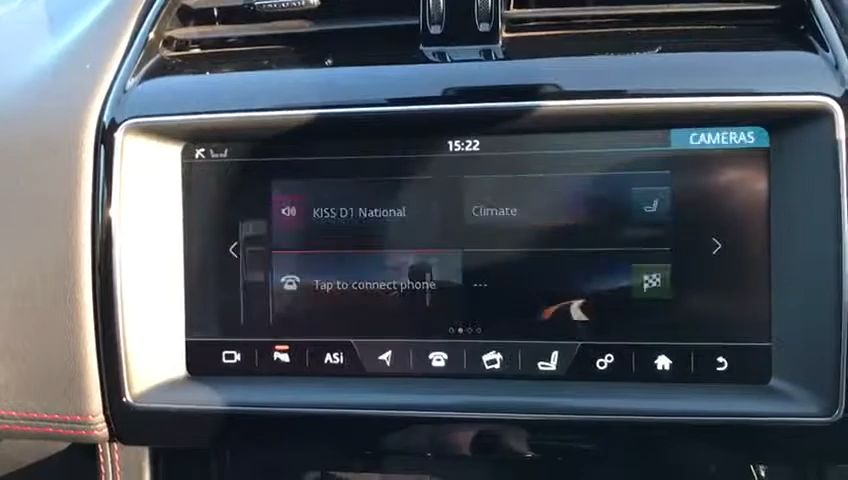 15:22
CAMERAS
KISS D1 National
Climate
Tap to connect phone
...
ASi